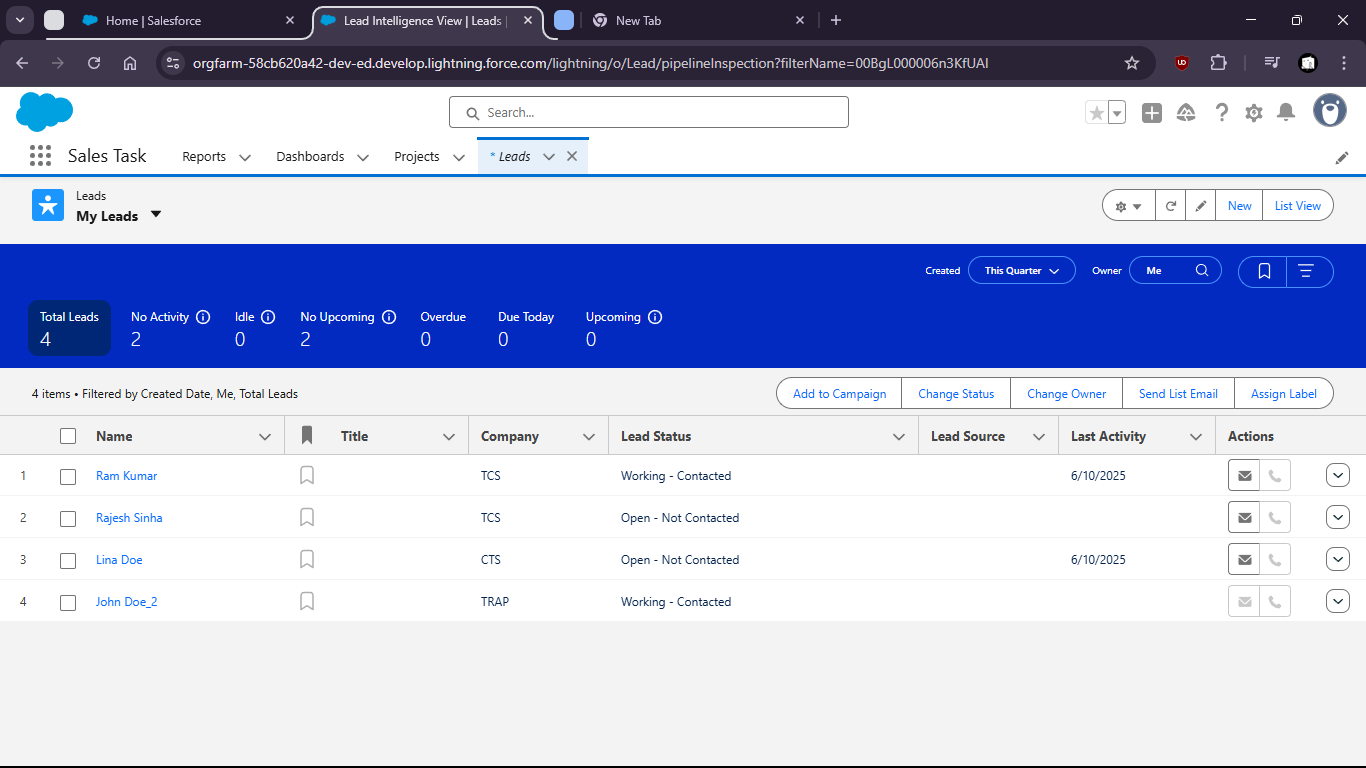 Home | Salesforce
Lead Intelligence View | Leads |
New Tab
orgfarm-58cb620a42-dev-ed.develop.lightning.force.com/lightning/o/Lead/pipelineInspection?filterName=00BgL000006n3KfUAI
UD
Search...
Sales Task
Reports
Dashboards
Projects
* Leads
Leads
My Leads
New
List View
Created
This Quarter
Owner
Me
Total Leads
4
No Activity
2
Idle
0
No Upcoming
2
Overdue
0
Due Today
0
Upcoming
0
4 items • Filtered by Created Date, Me, Total Leads
Add to Campaign
Change Status
Change Owner
Send List Email
Assign Label
Name Title Company Lead Status Lead Source Last Activity Actions
1 Ram Kumar TCS Working - Contacted 6/10/2025
2 Rajesh Sinha TCS Open - Not Contacted
3 Lina Doe CTS Open - Not Contacted 6/10/2025
4 John Doe_2 TRAP Working - Contacted